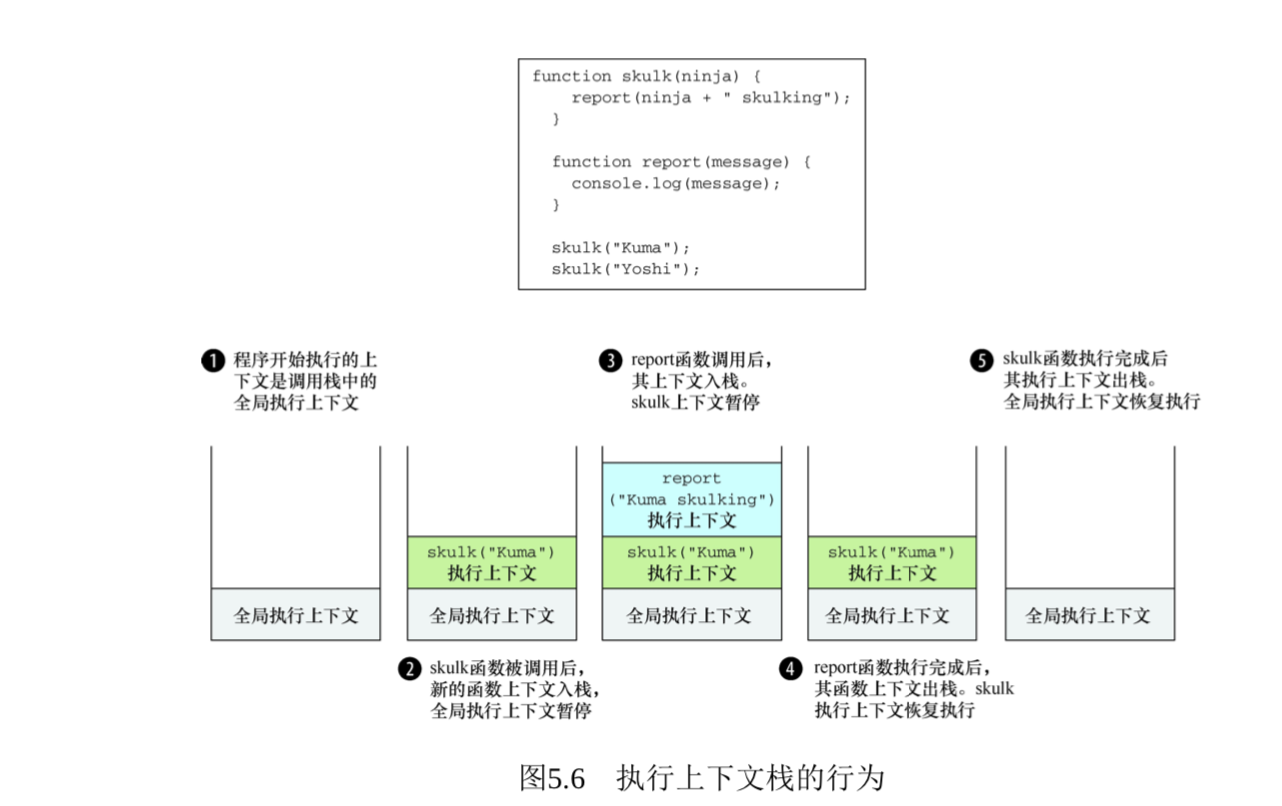 function skulk(ninja) {
report(ninja + " skulking");
}
function report(message) {
console.log(message);
}
skulk("Kuma");
skulk("Yoshi");
1 程序开始执行的上
下文是调用栈中的
全局执行上下文
3 report函数调用后，
其上下文入栈。
skulk上下文暂停
5 skulk函数执行完成后
其执行上下文出栈。
全局执行上下文恢复执行
全局执行上下文
skulk("Kuma")
执行上下文
全局执行上下文
report
("Kuma skulking")
执行上下文
skulk("Kuma")
执行上下文
全局执行上下文
skulk("Kuma")
执行上下文
全局执行上下文
全局执行上下文
2 skulk函数被调用后，
新的函数上下文入栈，
全局执行上下文暂停
4 report函数执行完成后，
其函数上下文出栈。skulk
执行上下文恢复执行
图5.6 执行上下文栈的行为